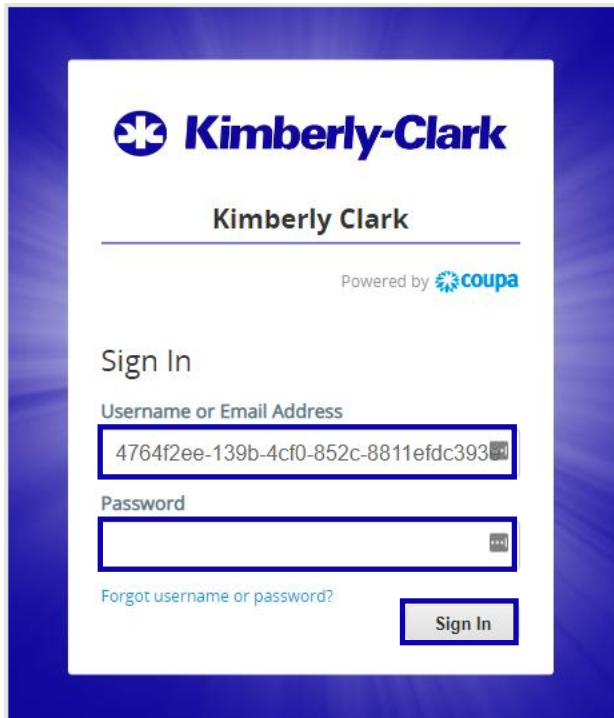 Kimberly-Clark
Kimberly Clark
Powered by coupa
Sign In
Username or Email Address
4764f2ee-139b-4cf0-852c-8811efdc393
Password
Forgot username or password?
Sign In